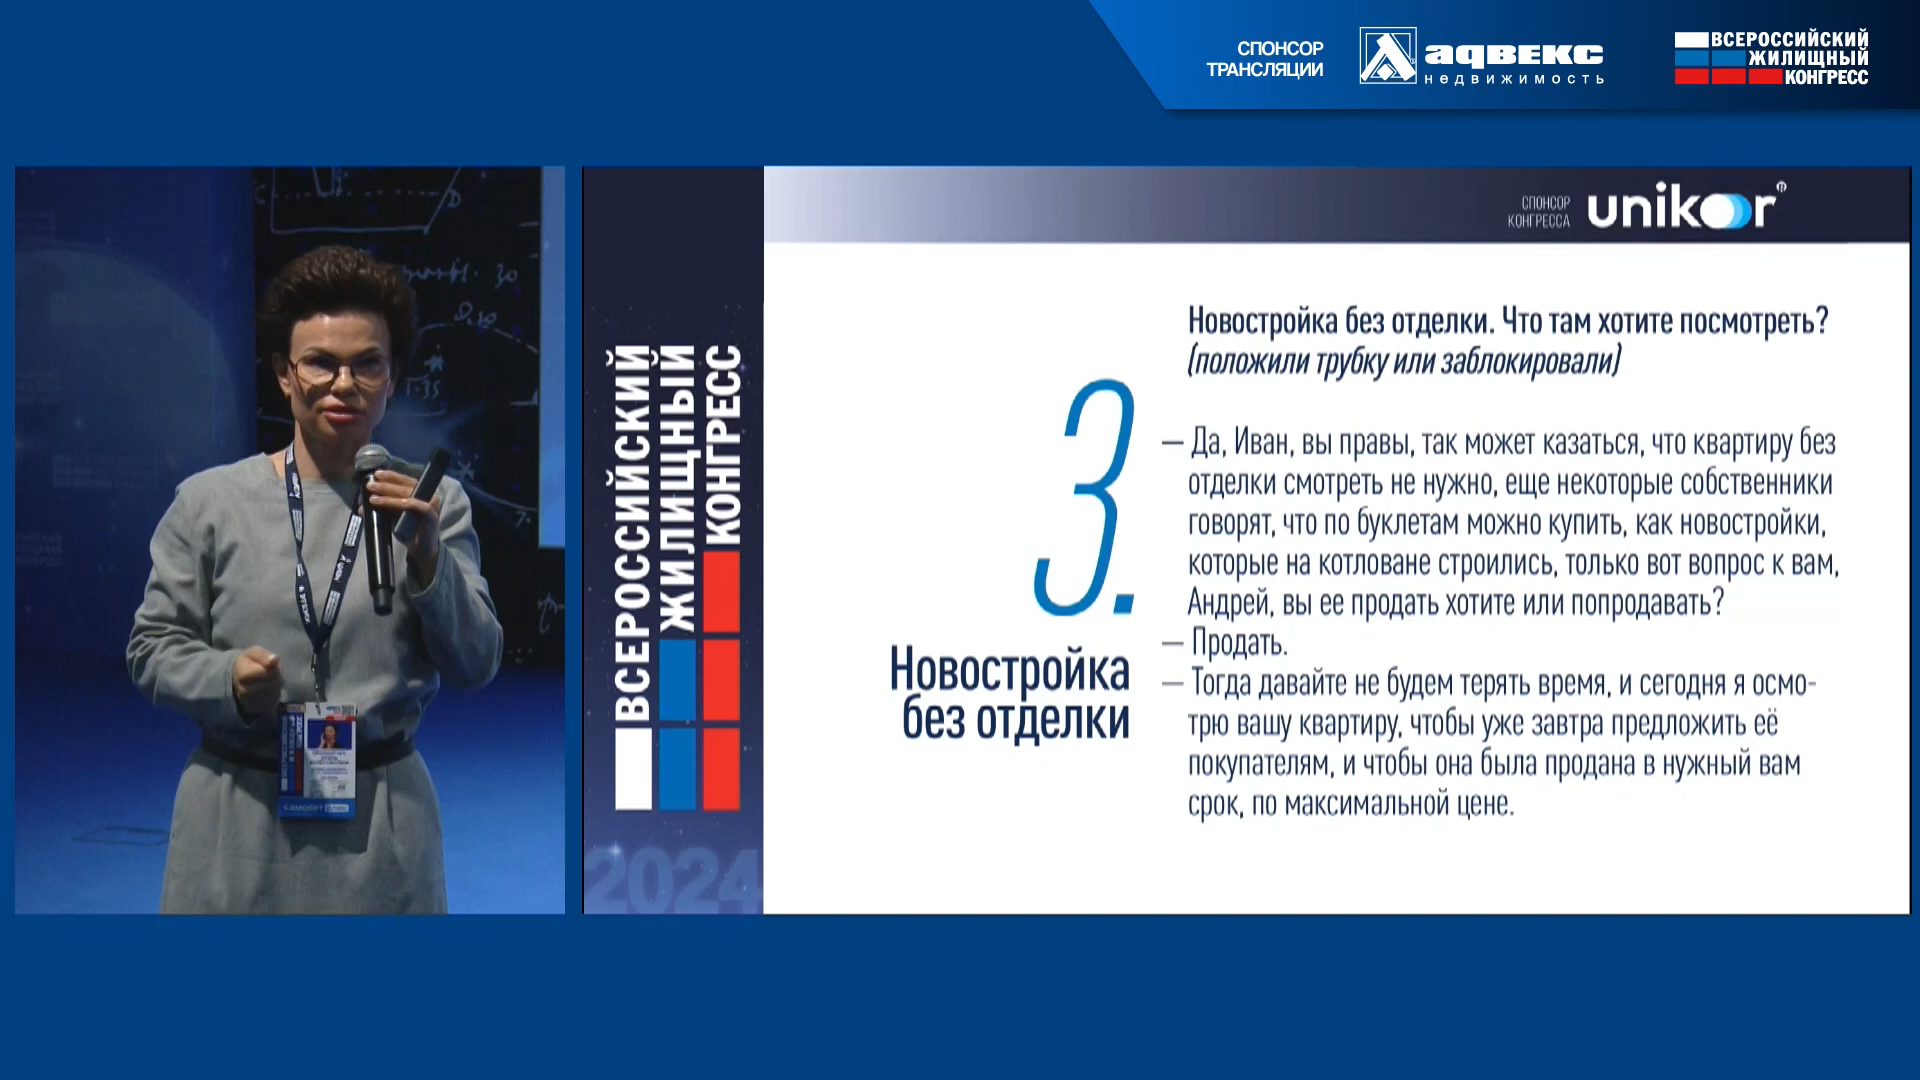 СПОНСОР
ТРАНСЛЯЦИИ
адвекс
недвижимость
ВСЕРОССИЙСКИЙ
ЖИЛИЩНЫЙ
КОНГРЕСС
СПОНСОР
КОНГРЕССА
unikor®
ВСЕРОССИЙСКИЙ
ЖИЛИЩНЫЙ
КОНГРЕСС
2024
3.
Новостройка
без отделки
Новостройка без отделки. Что там хотите посмотреть?
(положили трубку или заблокировали)
— Да, Иван, вы правы, так может казаться, что квартиру без
отделки смотреть не нужно, еще некоторые собственники
говорят, что по буклетам можно купить, как новостройки,
которые на котловане строились, только вот вопрос к вам,
Андрей, вы ее продать хотите или попродавать?
— Продать.
— Тогда давайте не будем терять время, и сегодня я осмо-
трю вашу квартиру, чтобы уже завтра предложить её
покупателям, и чтобы она была продана в нужный вам
срок, по максимальной цене.
C
D
1.35
САМОЛЕТ